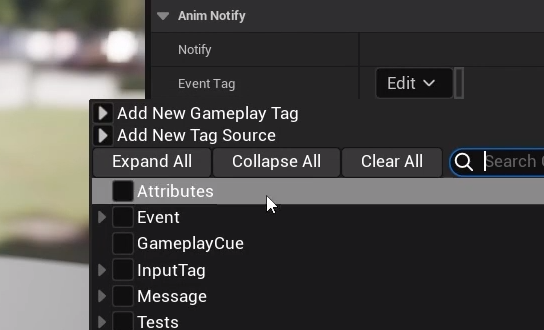 Anim Notify
Notify
Event Tag Edit
Add New Gameplay Tag
Add New Tag Source
Expand All Collapse All Clear All Search
Attributes
Event
GameplayCue
InputTag
Message
Tests